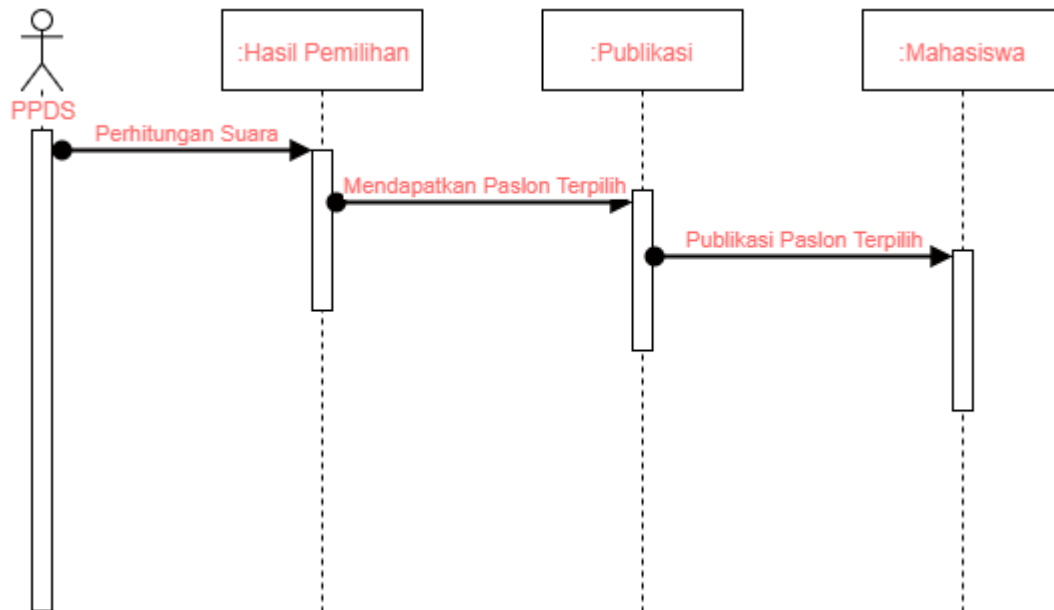 :Hasil Pemilihan
:Publikasi
:Mahasiswa
PPDS
Perhitungan Suara
Mendapatkan Paslon Terpilih
Publikasi Paslon Terpilih